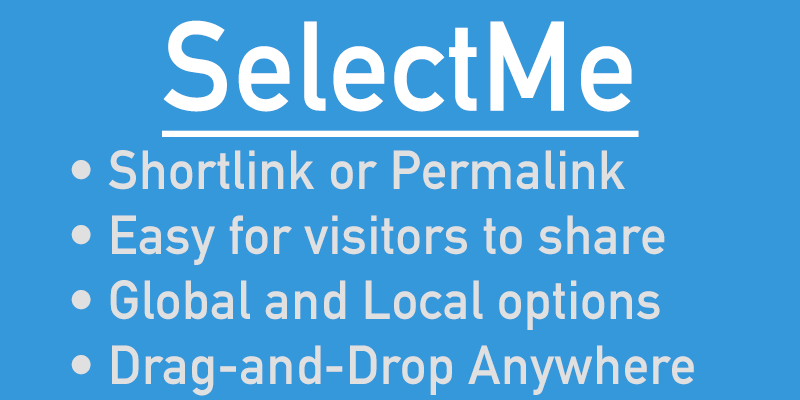 SelectMe
• Shortlink or Permalink
• Easy for visitors to share
• Global and Local options
• Drag-and-Drop Anywhere